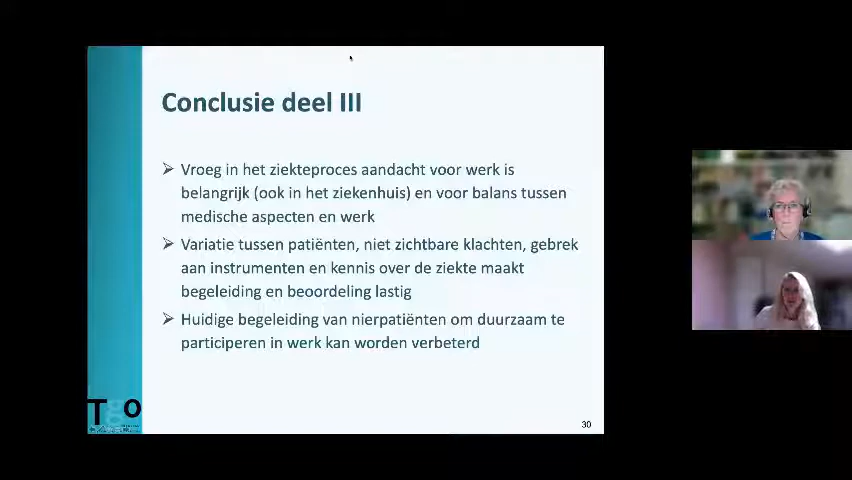 Conclusie deel III
Vroeg in het ziekteproces aandacht voor werk is
belangrijk (ook in het ziekenhuis) en voor balans tussen
medische aspecten en werk
Variatie tussen patiënten, niet zichtbare klachten, gebrek
aan instrumenten en kennis over de ziekte maakt
begeleiding en beoordeling lastig
Huidige begeleiding van nierpatiënten om duurzaam te
participeren in werk kan worden verbeterd
Tgo
30